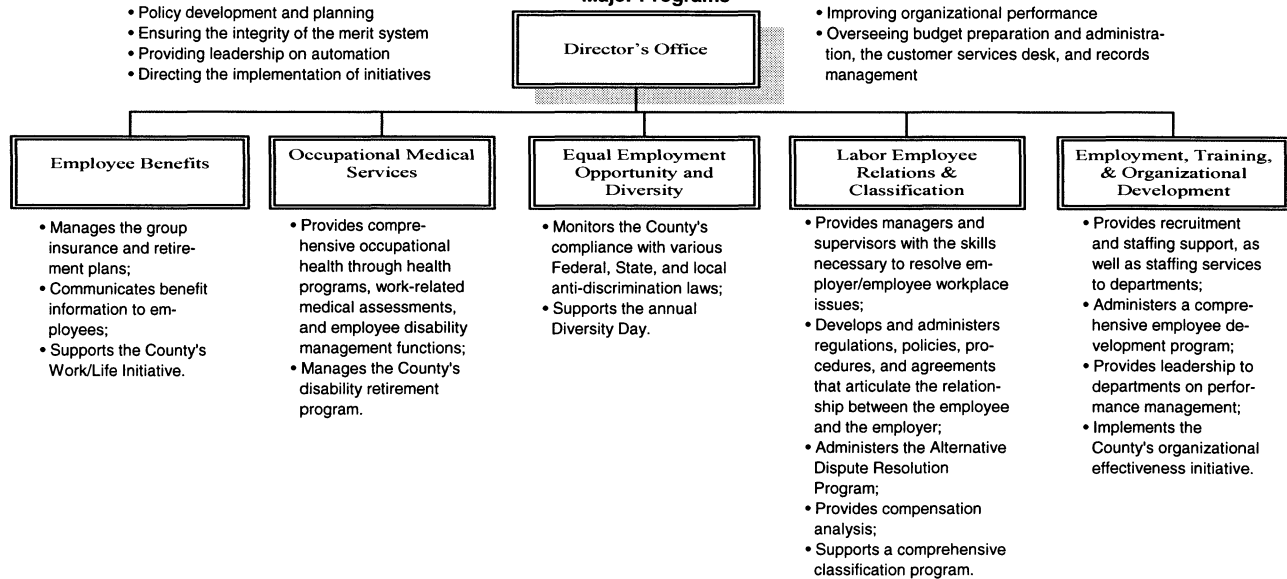 Major Programs
• Policy development and planning
• Ensuring the integrity of the merit system
• Providing leadership on automation
• Directing the implementation of initiatives
Director's Office
• Improving organizational performance
• Overseeing budget preparation and administra-
tion, the customer services desk, and records
management
Employee Benefits
• Manages the group
insurance and retire-
ment plans;
• Communicates benefit
information to em-
ployees;
• Supports the County's
Work/Life Initiative.
Occupational Medical
Services
• Provides compre-
hensive occupational
health through health
programs, work-related
medical assessments,
and employee disability
management functions;
• Manages the County's
disability retirement
program.
Equal Employment
Opportunity and
Diversity
• Monitors the County's
compliance with various
Federal, State, and local
anti-discrimination laws;
• Supports the annual
Diversity Day.
Labor Employee
Relations &
Classification
• Provides managers and
supervisors with the skills
necessary to resolve em-
ployer/employee workplace
issues;
• Develops and administers
regulations, policies, pro-
cedures, and agreements
that articulate the relation-
ship between the employee
and the employer;
• Administers the Alternative
Dispute Resolution
Program;
• Provides compensation
analysis;
• Supports a comprehensive
classification program.
Employment, Training,
& Organizational
Development
• Provides recruitment
and staffing support, as
well as staffing services
to departments;
• Administers a compre-
hensive employee de-
velopment program;
• Provides leadership to
departments on perfor-
mance management;
• Implements the
County's organizational
effectiveness initiative.